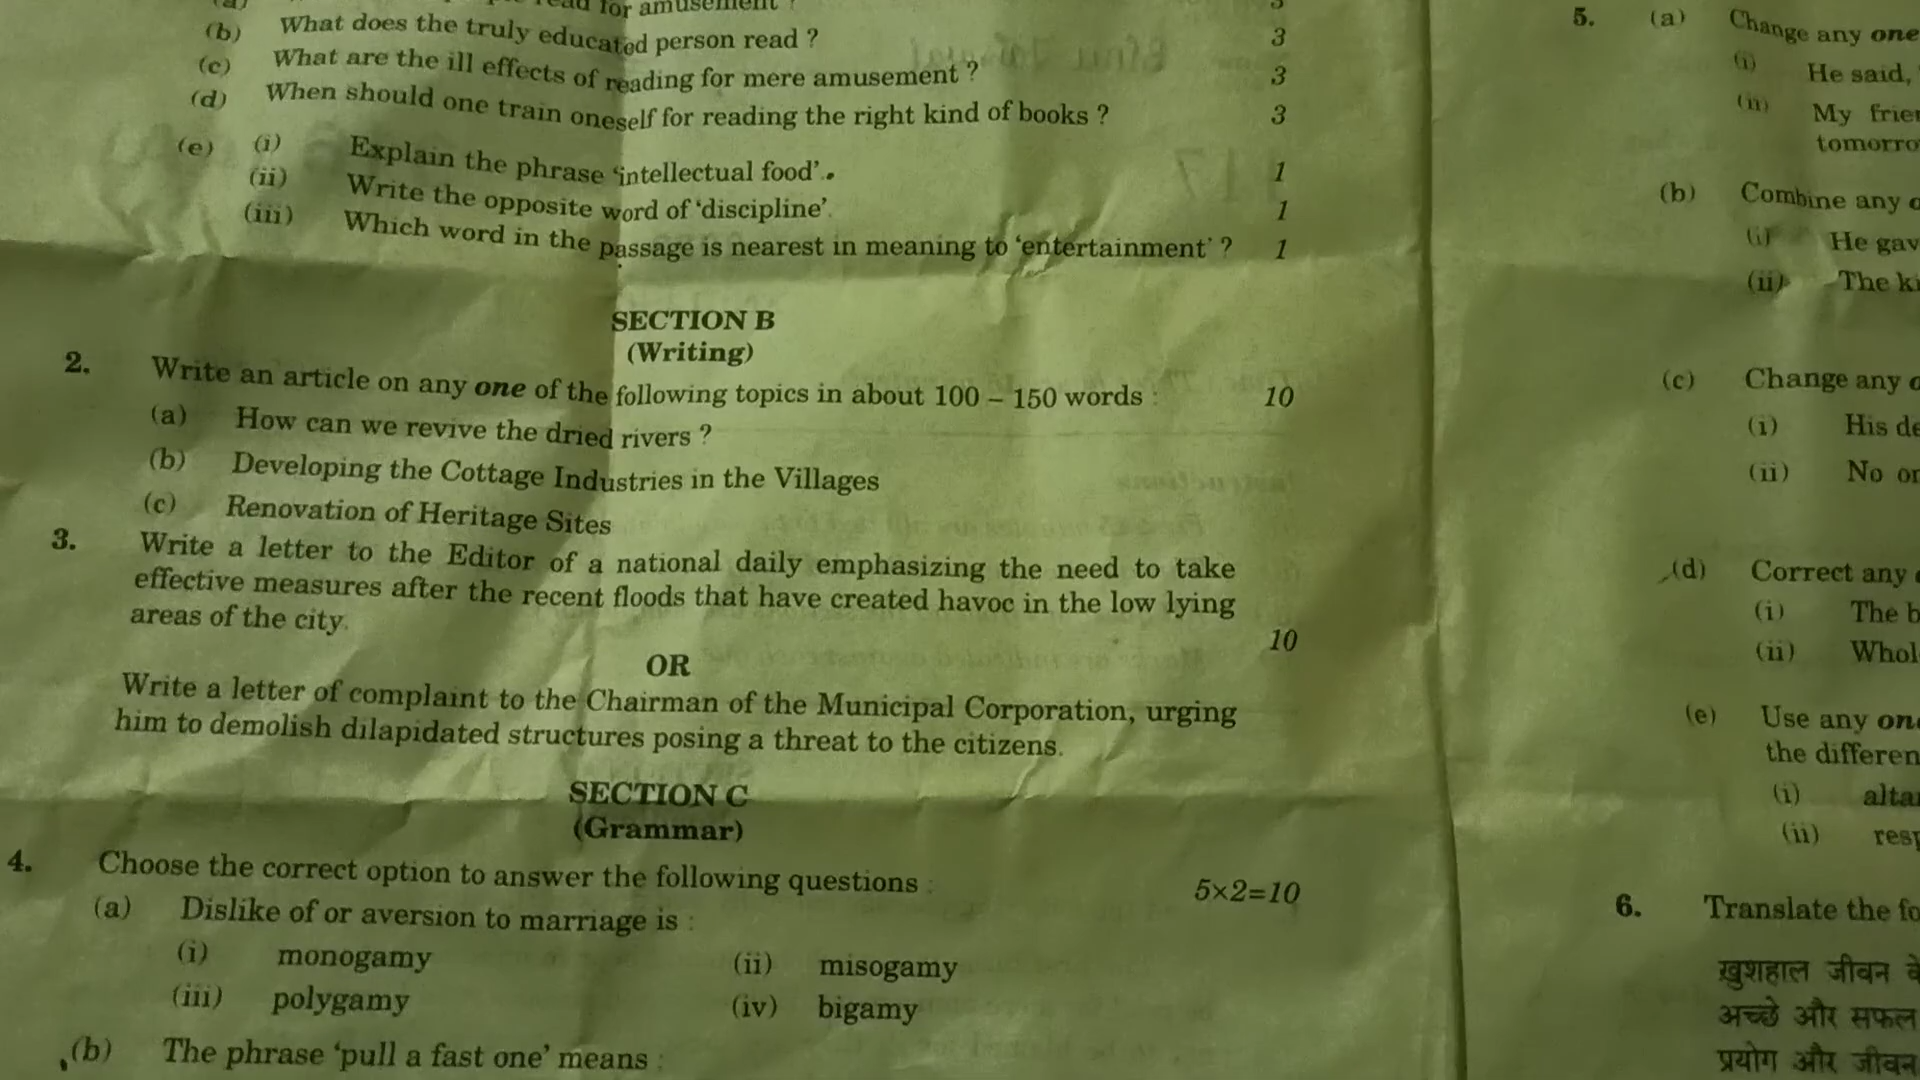 for amusement ?
(b) What does the truly educated person read ? 3
(c) What are the ill effects of reading for mere amusement ? 3
(d) When should one train oneself for reading the right kind of books ? 3
(e) (i) Explain the phrase ‘intellectual food’. 1
(ii) Write the opposite word of ‘discipline’. 1
(iii) Which word in the passage is nearest in meaning to ‘entertainment’ ? 1
SECTION B
(Writing)
2. Write an article on any one of the following topics in about 100 – 150 words : 10
(a) How can we revive the dried rivers ?
(b) Developing the Cottage Industries in the Villages
(c) Renovation of Heritage Sites
3. Write a letter to the Editor of a national daily emphasizing the need to take
effective measures after the recent floods that have created havoc in the low lying
areas of the city. 10
OR
Write a letter of complaint to the Chairman of the Municipal Corporation, urging
him to demolish dilapidated structures posing a threat to the citizens.
SECTION C
(Grammar)
4. Choose the correct option to answer the following questions : 5×2=10
(a) Dislike of or aversion to marriage is :
(i) monogamy (ii) misogamy
(iii) polygamy (iv) bigamy
(b) The phrase ‘pull a fast one’ means :
5. (a) Change any one
(i) He said,
(ii) My
tomorro
(b) Combine any
(i) He gav
(ii) The
(c) Change any
(i) His de
(ii) No or
(d) Correct any
(i) The b
(ii) Whol
(e) Use any one
the differen
(i) altar
(ii) resp
6. Translate the fo
ख़ुशहाल जीवन के
अच्छे और सफल
प्रयोग और जीवन